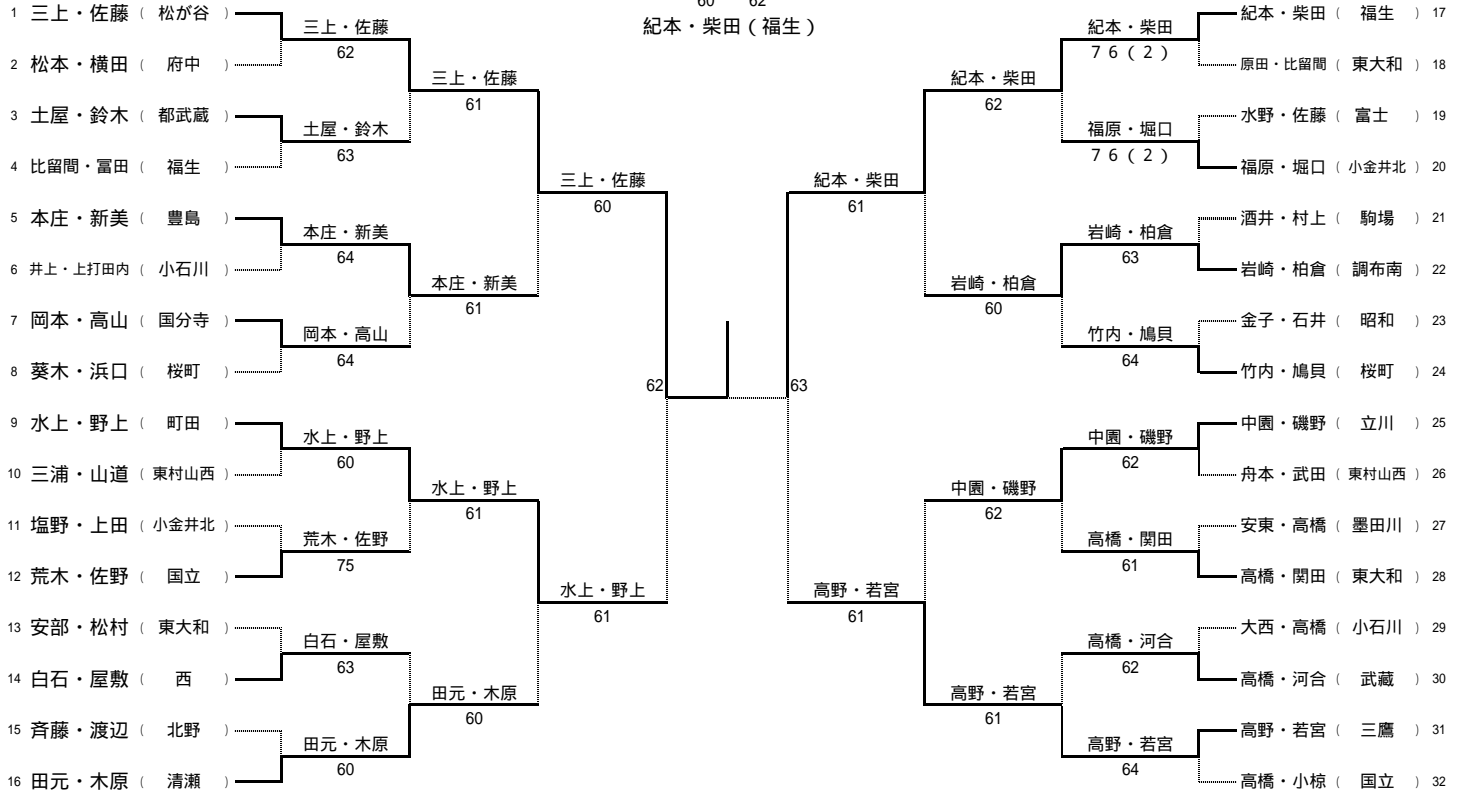 60 62
紀本・柴田(福生)
1 三上・佐藤 ( 松が谷 )
2 松本・横田 ( 府中 )
3 土屋・鈴木 ( 都武蔵 )
4 比留間・冨田 ( 福生 )
5 本庄・新美 ( 豊島 )
6 井上・上打田内 ( 小石川 )
7 岡本・高山 ( 国分寺 )
8 葵木・浜口 ( 桜町 )
9 水上・野上 ( 町田 )
10 三浦・山道 ( 東村山西 )
11 塩野・上田 ( 小金井北 )
12 荒木・佐野 ( 国立 )
13 安部・松村 ( 東大和 )
14 白石・屋敷 ( 西 )
15 斉藤・渡辺 ( 北野 )
16 田元・木原 ( 清瀬 )
三上・佐藤
62
土屋・鈴木
63
本庄・新美
64
岡本・高山
64
水上・野上
60
荒木・佐野
75
白石・屋敷
63
田元・木原
60
三上・佐藤
61
本庄・新美
61
水上・野上
61
田元・木原
60
三上・佐藤
60
水上・野上
61
62
63
紀本・柴田
61
高野・若宮
61
紀本・柴田
62
岩崎・柏倉
60
中園・磯野
62
高野・若宮
61
紀本・柴田
76(2)
福原・堀口
76(2)
岩崎・柏倉
63
竹内・鳩貝
64
中園・磯野
62
高橋・関田
61
高橋・河合
62
高野・若宮
64
紀本・柴田 ( 福生 ) 17
原田・比留間 ( 東大和 ) 18
水野・佐藤 ( 富士 ) 19
福原・堀口 ( 小金井北 ) 20
酒井・村上 ( 駒場 ) 21
岩崎・柏倉 ( 調布南 ) 22
金子・石井 ( 昭和 ) 23
竹内・鳩貝 ( 桜町 ) 24
中園・磯野 ( 立川 ) 25
舟本・武田 ( 東村山西 ) 26
安東・高橋 ( 墨田川 ) 27
高橋・関田 ( 東大和 ) 28
大西・高橋 ( 小石川 ) 29
高橋・河合 ( 武蔵 ) 30
高野・若宮 ( 三鷹 ) 31
高橋・小椋 ( 国立 ) 32